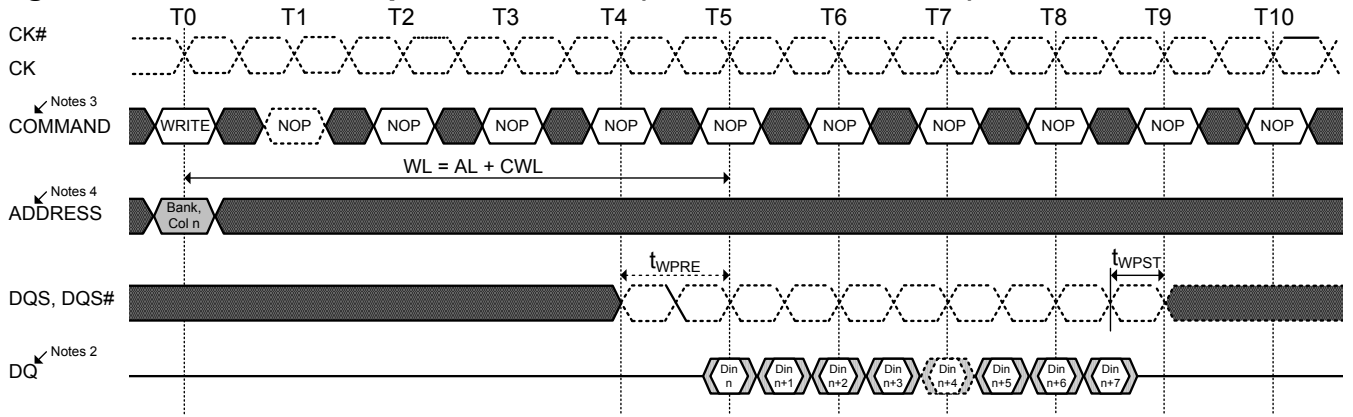 T0 T1 T2 T3 T4 T5 T6 T7 T8 T9 T10
CK#
CK
Notes 3
COMMAND WRITE NOP NOP NOP NOP NOP NOP NOP NOP NOP NOP
WL = AL + CWL
Notes 4
ADDRESS Bank,
Col n
tWPRE tWPST
DQS, DQS#
Notes 2
DQ Din Din Din Din Din Din Din Din
n n+1 n+2 n+3 n+4 n+5 n+6 n+7